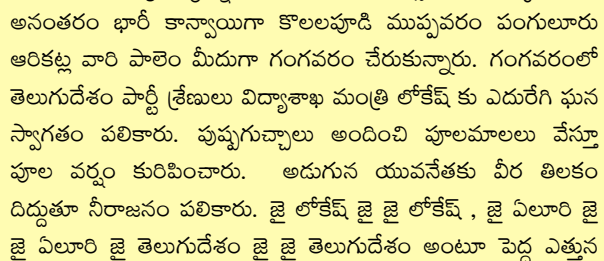 అనంతరం భారీ కాన్వాయిగా కొలలపూడి ముప్పవరం పంగులూరు
ఆరికట్ల వారి పాలెం మీదుగా గంగవరం చేరుకున్నారు. గంగవరంలో
తెలుగుదేశం పార్టీ శ్రేణులు విద్యాశాఖ మంత్రి లోకేష్ కు ఎదురేగి ఘన
స్వాగతం పలికారు. పుష్పగుచ్చాలు అందించి పూలమాలలు వేస్తూ
పూల వర్షం కురిపించారు. అడుగున యువనేతకు వీర తిలకం
దిద్దుతూ నీరాజనం పలికారు. జై లోకేష్ జై జై లోకేష్ , జై ఏలూరి జై
జై ఏలూరి జై తెలుగుదేశం జై జై తెలుగుదేశం అంటూ పెద్ద ఎత్తున